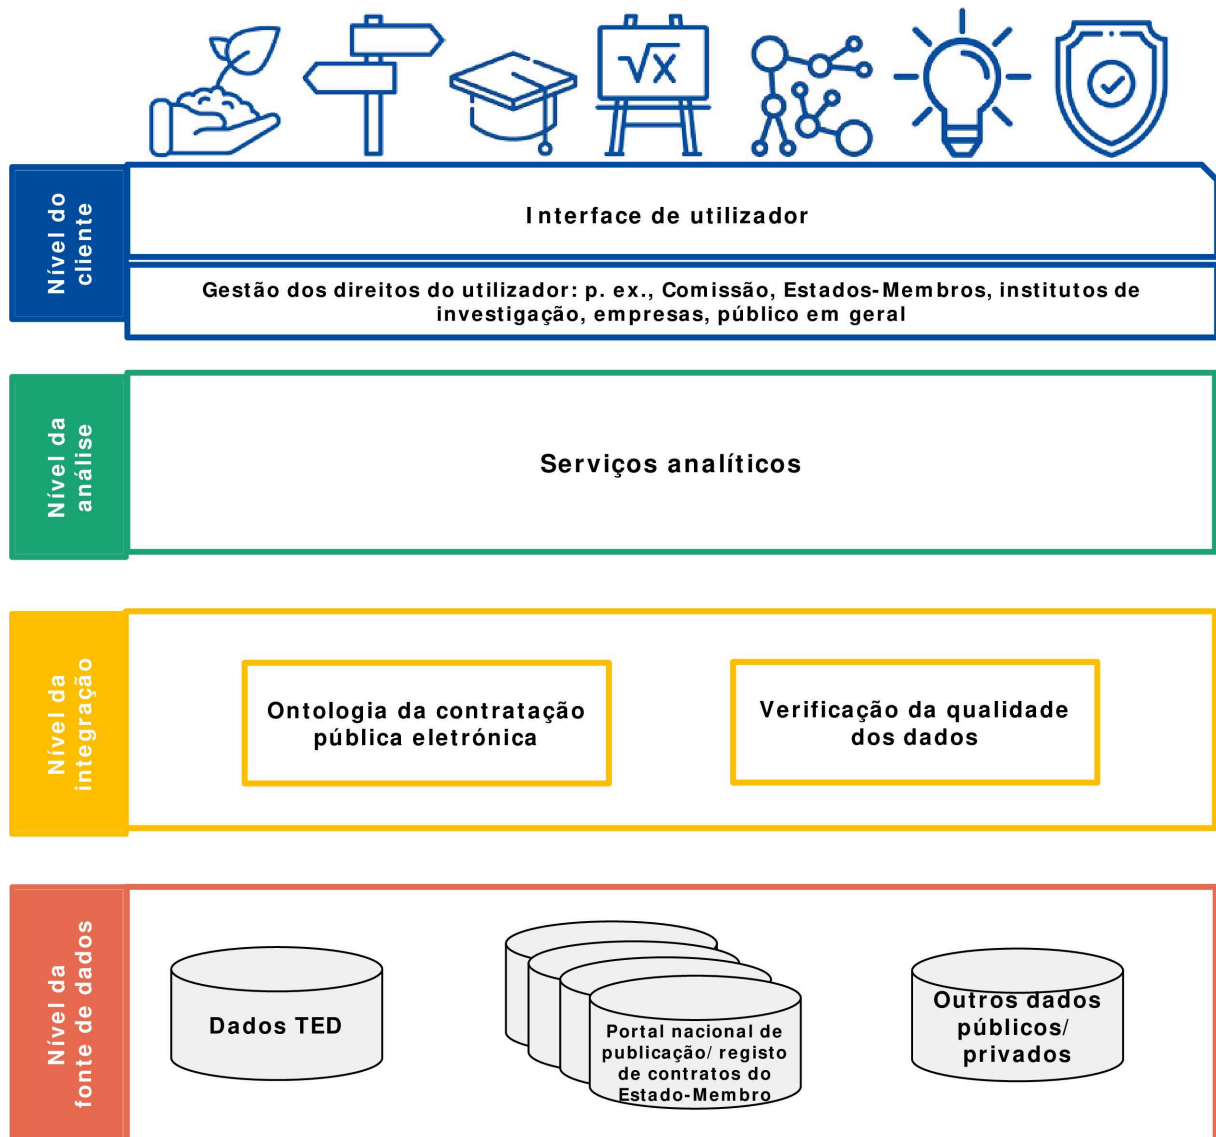 √x
Nível do
cliente
Interface de utilizador
Gestão dos direitos do utilizador: p. ex., Comissão, Estados-Membros, institutos de
investigação, empresas, público em geral
Nível da
análise
Serviços analíticos
Nível da
integração
Ontologia da contratação
pública eletrónica
Verificação da qualidade
dos dados
Nível da
fonte de dados
Dados TED
Portal nacional de
publicação/ registo
de contratos do
Estado-Membro
Outros dados
públicos/
privados